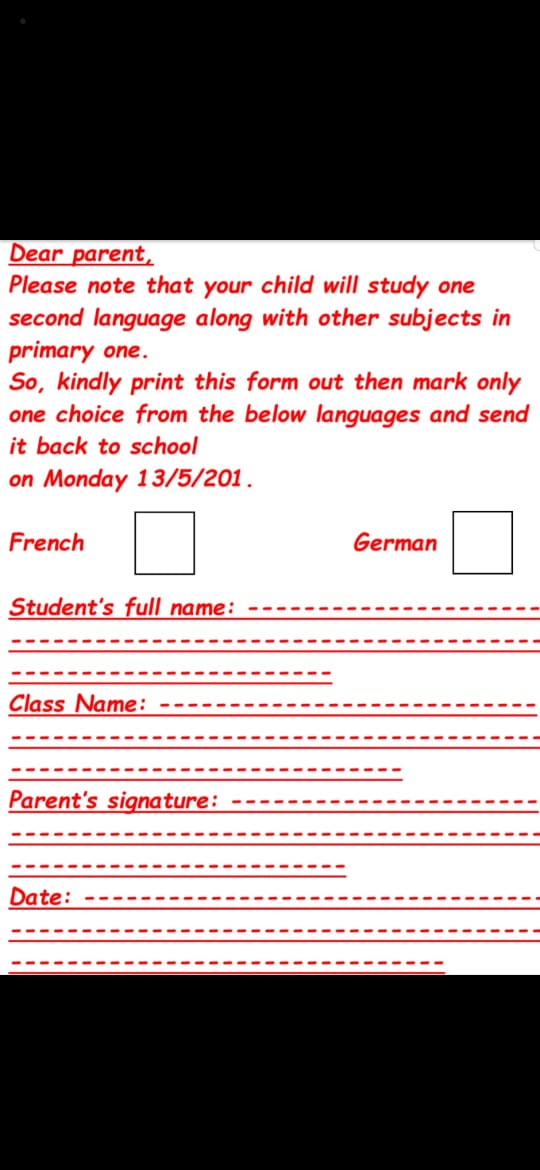 Dear parent,
Please note that your child will study one
second language along with other subjects in
primary one.
So, kindly print this form out then mark only
one choice from the below languages and send
it back to school
on Monday 13/5/201.
French German
Student's full name: ---------------------
--------------------------------------
-----------------------
Class Name: ---------------------------
--------------------------------------
----------------------------
Parent's signature: ----------------------
--------------------------------------
------------------------
Date: ---------------------------------
--------------------------------------
-------------------------------